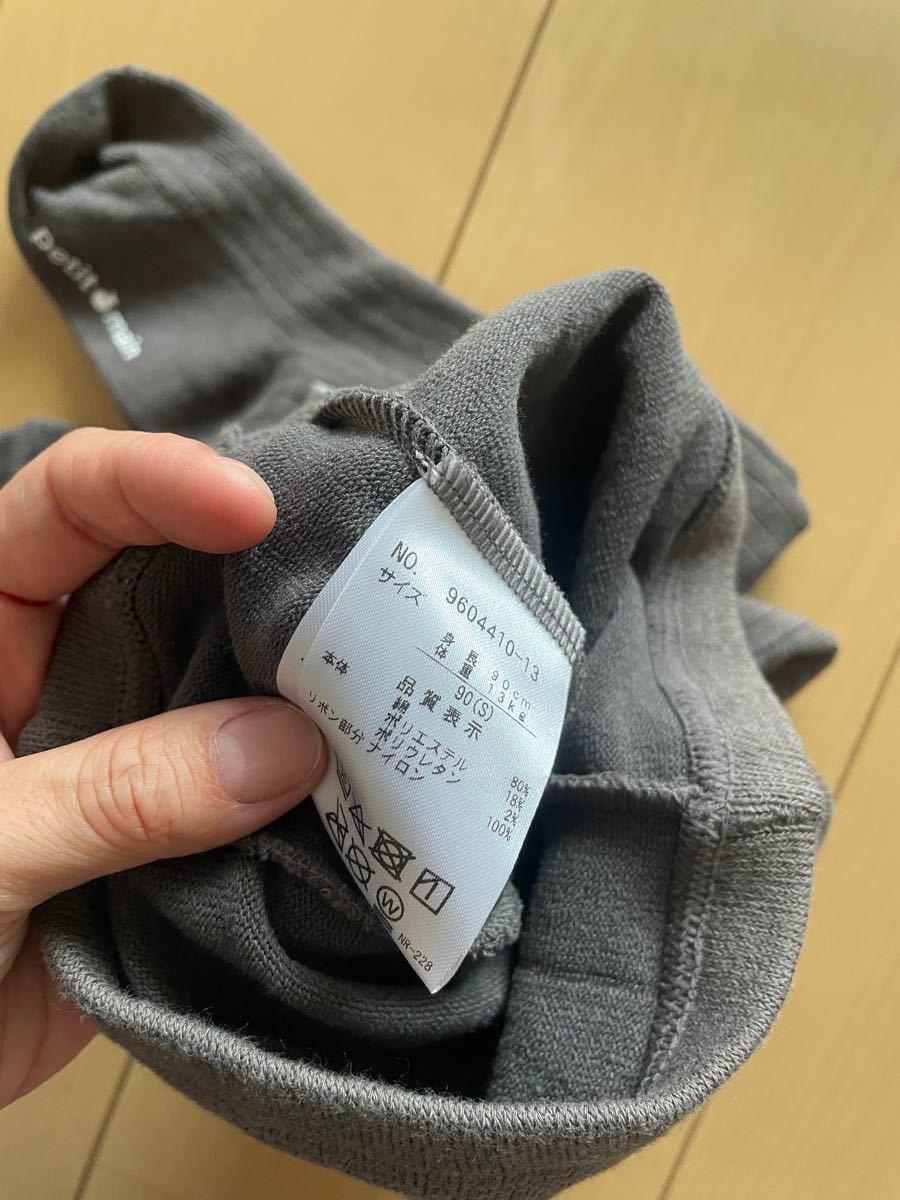 petit main
NO. 9604410-13
サイズ
身長 90cm
体重 13kg
90(S)
品質表示
本体 綿 80%
ポリエステル 18%
ポリウレタン 2%
リボン部分 ナイロン 100%
W
NR-228